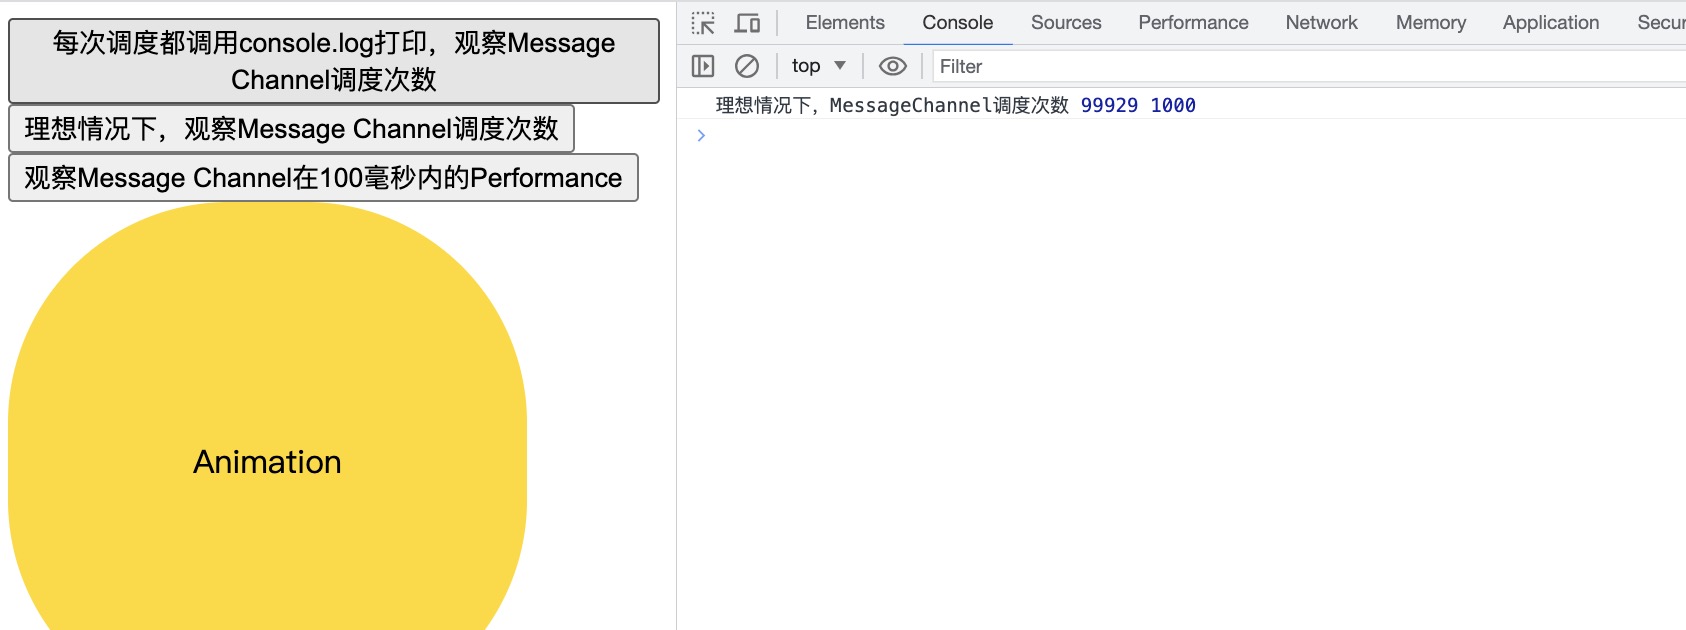 每次调度都调用console.log打印，观察Message
Channel调度次数
理想情况下，观察Message Channel调度次数
观察Message Channel在100毫秒内的Performance
Animation
Elements Console Sources Performance Network Memory Application Secur
top Filter
理想情况下，MessageChannel调度次数 99929 1000